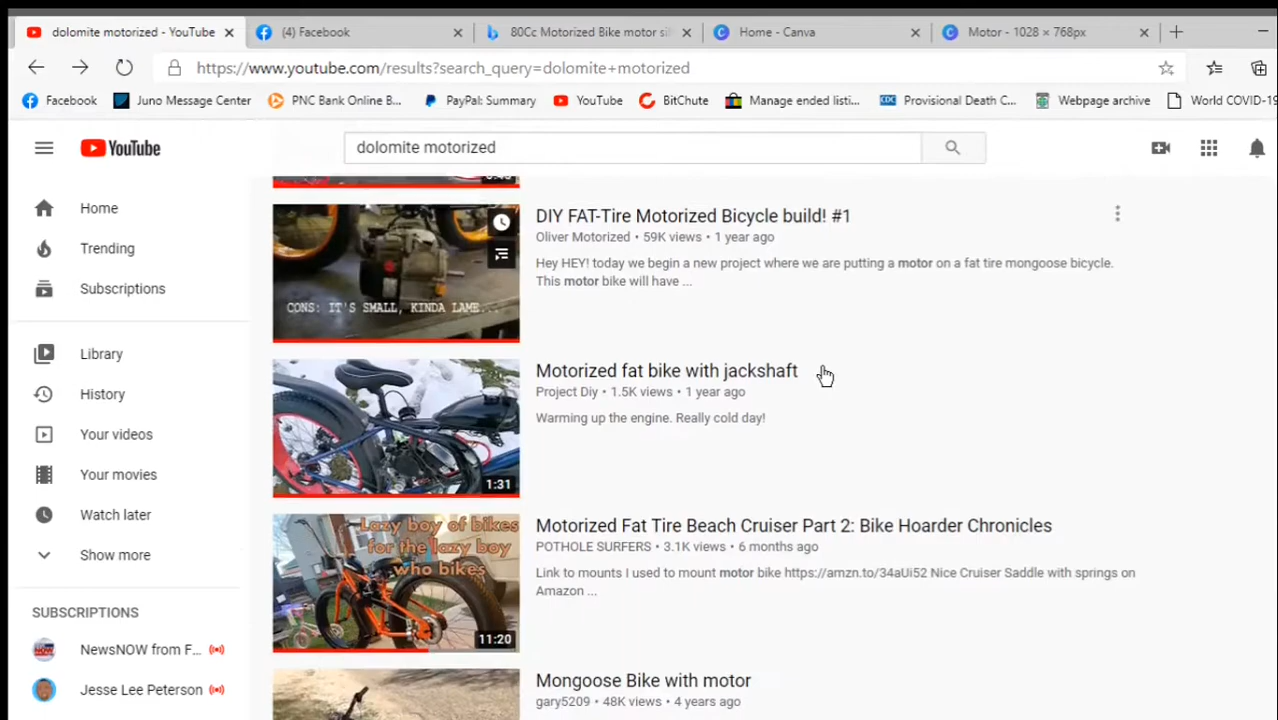 dolomite motorized - YouTube
(4) Facebook
80Cc Motorized Bike motor si
Home - Canva
Motor - 1028 × 768px
https://www.youtube.com/results?search_query=dolomite+motorized
Facebook
Juno Message Center
PNC Bank Online B...
PayPal: Summary
YouTube
BitChute
Manage ended listi...
CDC
Provisional Death C...
Webpage archive
World COVID-19
YouTube
dolomite motorized
Home
Trending
Subscriptions
Library
History
Your videos
Your movies
Watch later
Show more
SUBSCRIPTIONS
NewsNOW from F...
Jesse Lee Peterson
CONS: IT'S SMALL, KINDA LAME...
DIY FAT-Tire Motorized Bicycle build! #1
Oliver Motorized • 59K views • 1 year ago
Hey HEY! today we begin a new project where we are putting a motor on a fat tire mongoose bicycle.
This motor bike will have ...
1:31
Motorized fat bike with jackshaft
Project Diy • 1.5K views • 1 year ago
Warming up the engine. Really cold day!
Lazy boy of bikes
for the lazy boy
who bikes
11:20
Motorized Fat Tire Beach Cruiser Part 2: Bike Hoarder Chronicles
POTHOLE SURFERS • 3.1K views • 6 months ago
Link to mounts I used to mount motor bike https://amzn.to/34aUi52 Nice Cruiser Saddle with springs on
Amazon ...
Mongoose Bike with motor
gary5209 • 48K views • 4 years ago